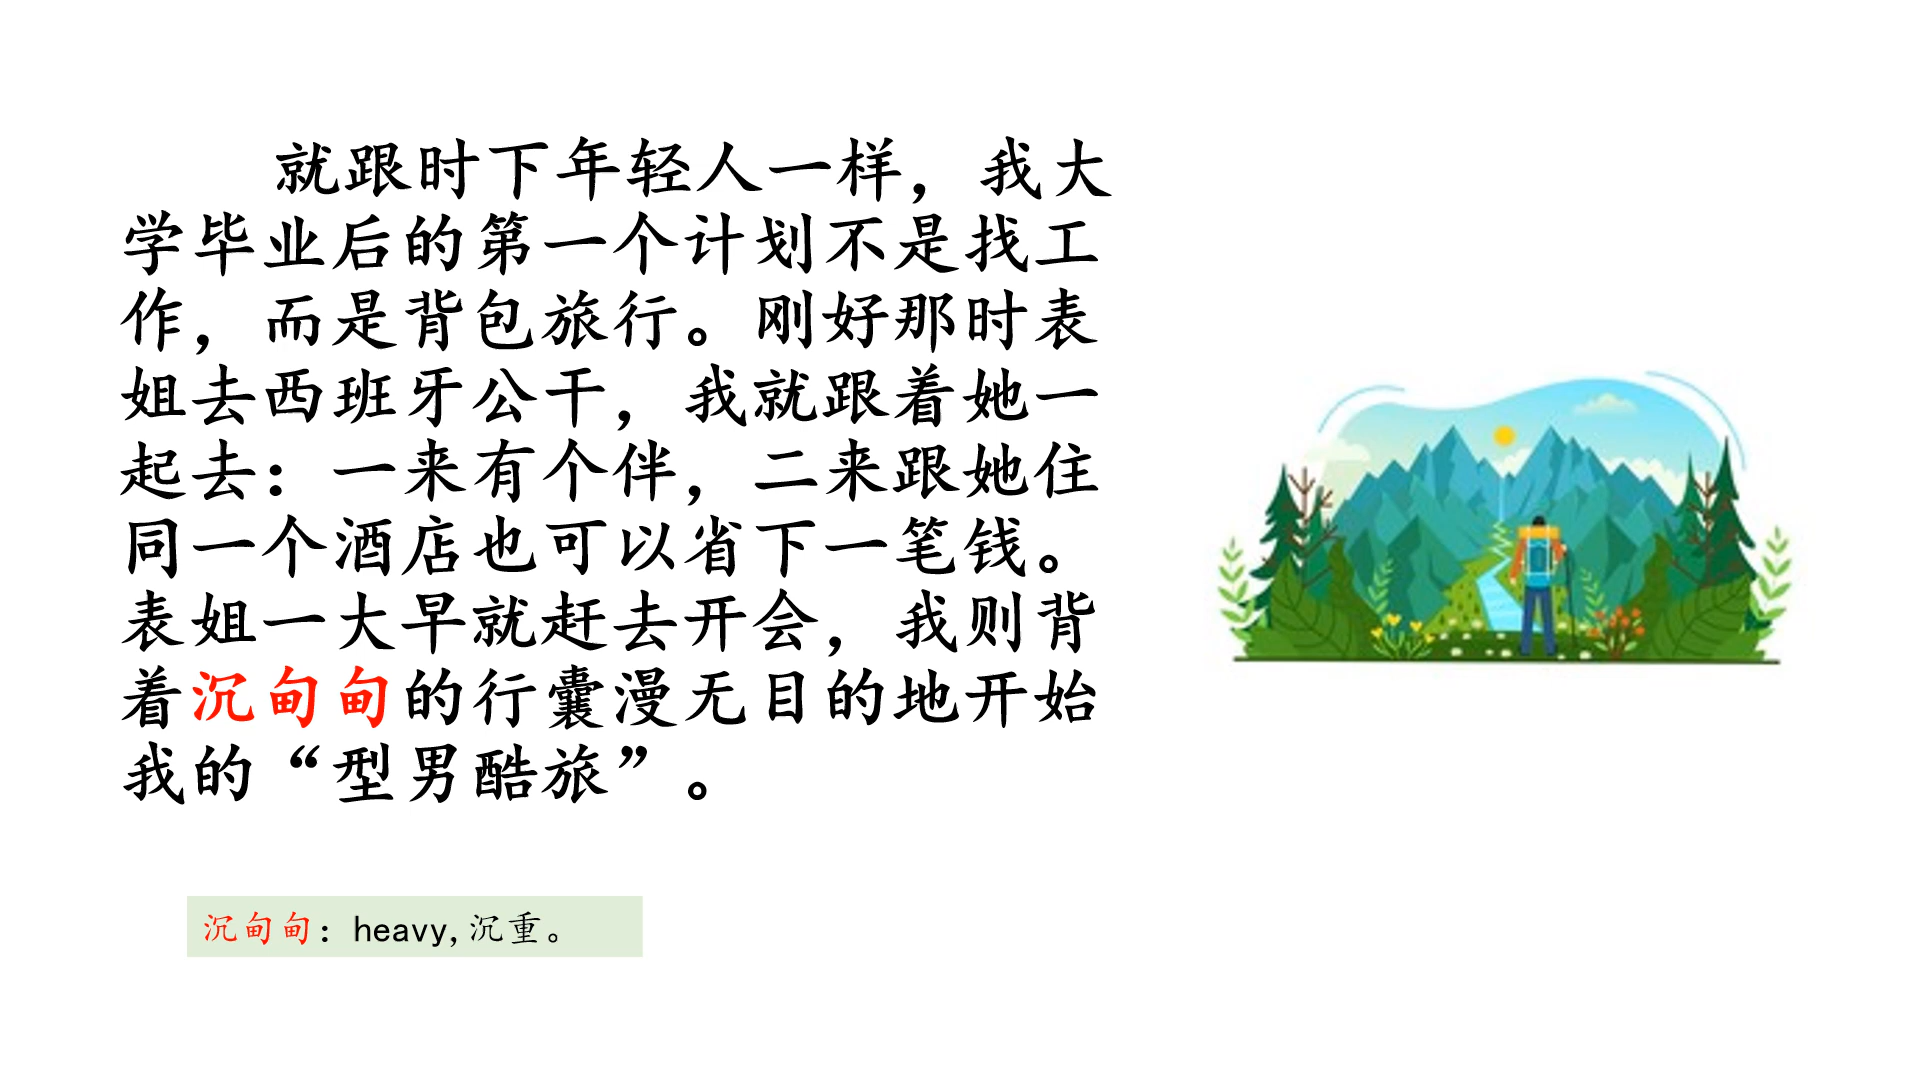 就跟时下年轻人一样，我大
学毕业后的第一个计划不是找工
作，而是背包旅行。刚好那时表
姐去西班牙公干，我就跟着她一
起去：一来有个伴，二来跟她住
同一个酒店也可以省下一笔钱。
表姐一大早就赶去开会，我则背
着沉甸甸的行囊漫无目的地开始
我的“型男酷旅”。
沉甸甸：heavy,沉重。